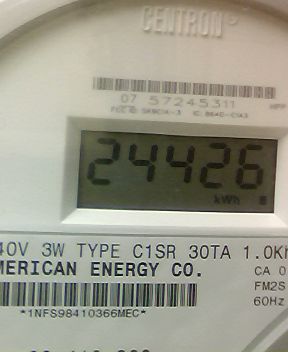 CENTRON
07 57245311
24426
kWh
40V 3W TYPE C1SR 30TA 1.0Kh
MERICAN ENERGY CO.
CA 0
FM2S
60Hz
*1NFS98410366MEC*